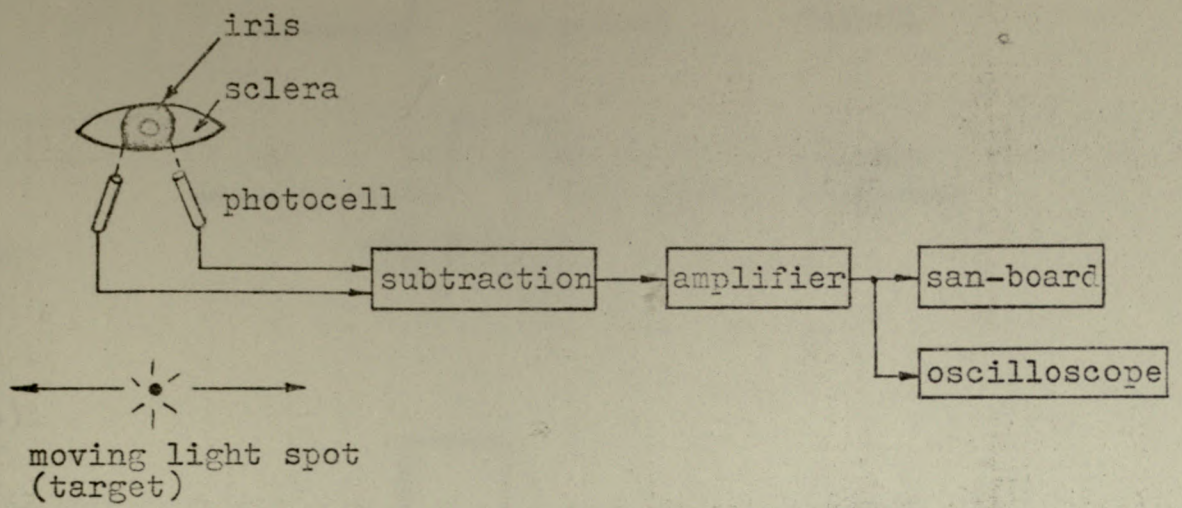 iris
sclera
photocell
subtraction
amplifier
san-board
oscilloscope
moving light spot
(target)